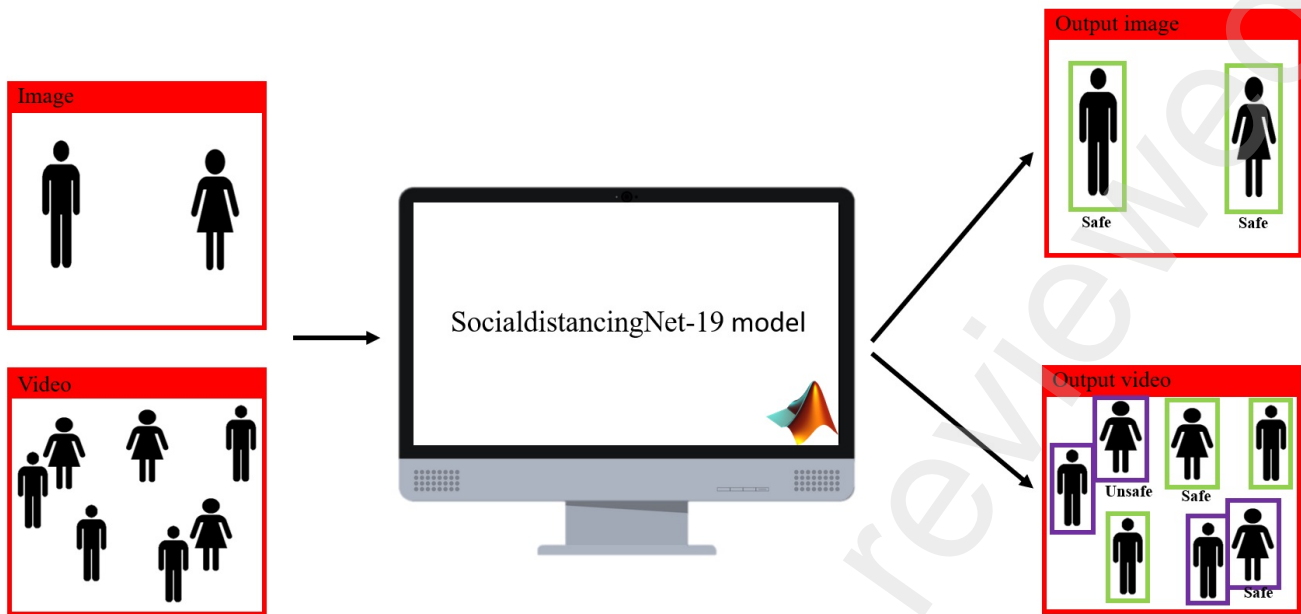 Image
Video
SocialdistancingNet-19 model
Output image
Safe
Safe
Output video
Unsafe
Safe
Safe
reviewed